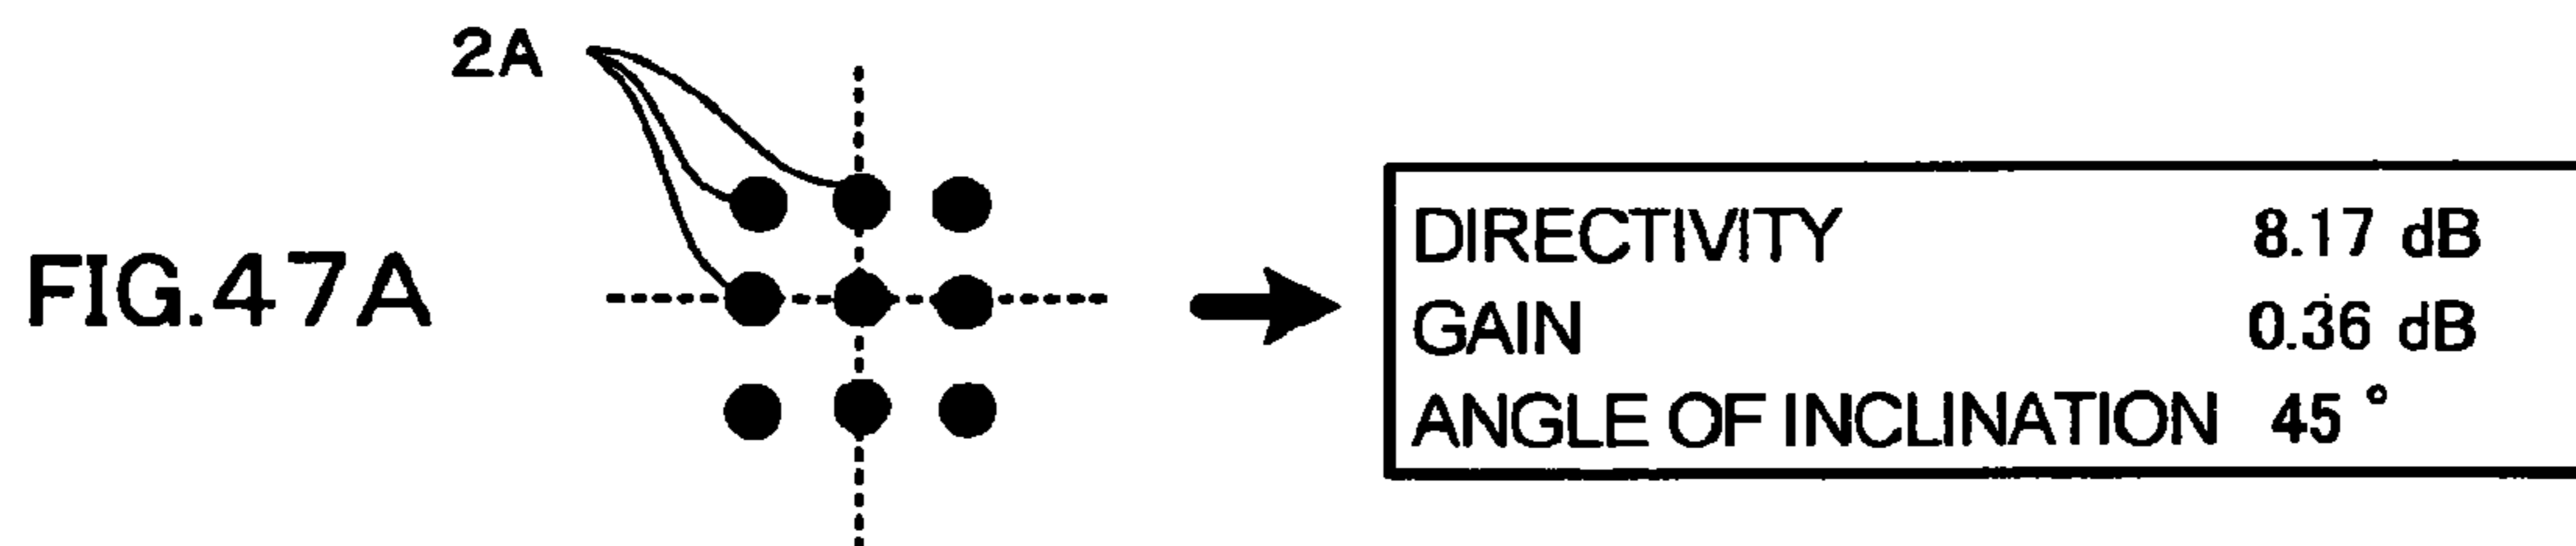 2A
FIG.47A
DIRECTIVITY 8.17 dB
GAIN 0.36 dB
ANGLE OF INCLINATION 45°